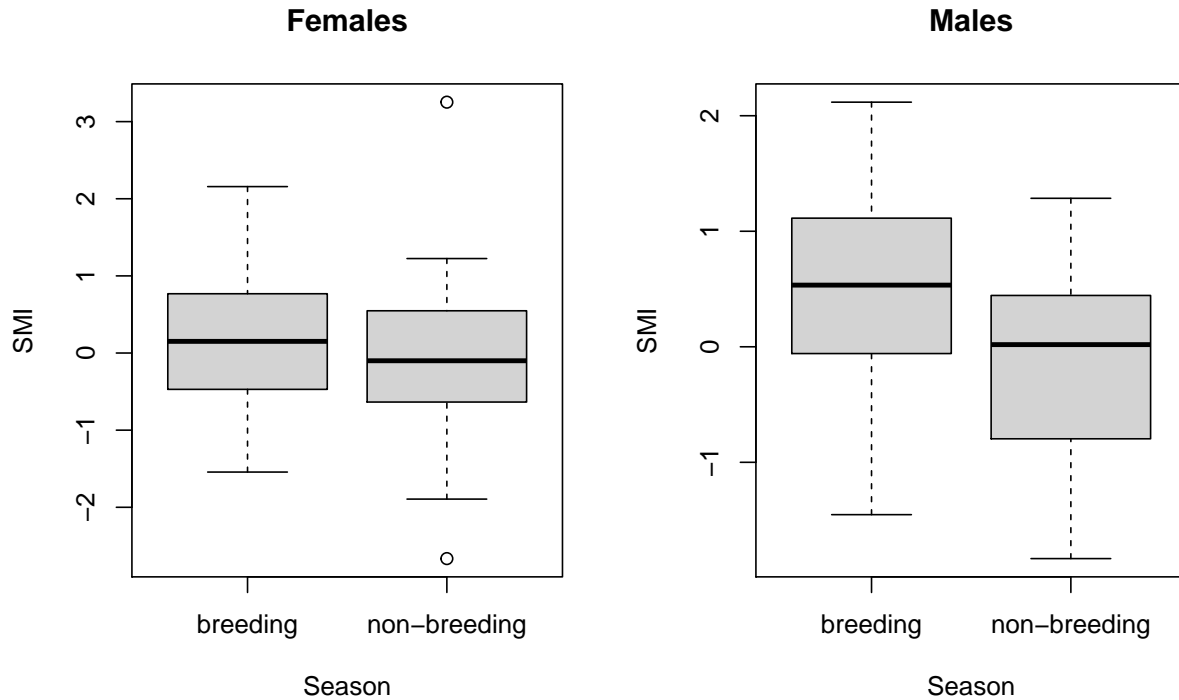 Females
SMI
3
2
1
0
−1
−2
breeding
non−breeding
Season
Males
SMI
2
1
0
−1
breeding
non−breeding
Season